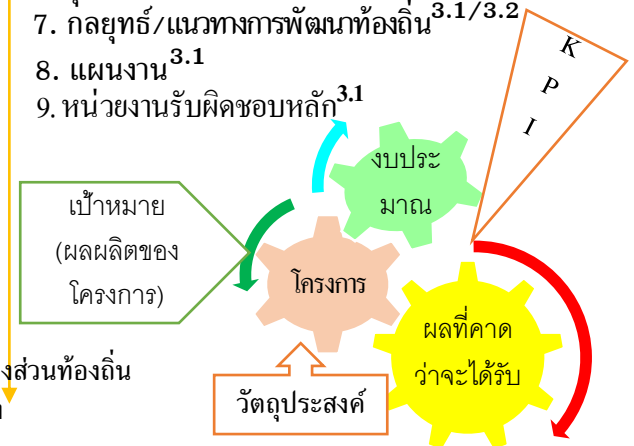 7. กลยุทธ์/แนวทางการพัฒนาท้องถิ่น3.1/3.2
8. แผนงาน3.1
9. หน่วยงานรับผิดชอบหลัก3.1
K
P
I
งบประ
มาณ
เป้าหมาย
(ผลผลิตของ
โครงการ)
โครงการ
ผลที่คาด
ว่าจะได้รับ
งส่วนท้องถิ่น
วัตถุประสงค์